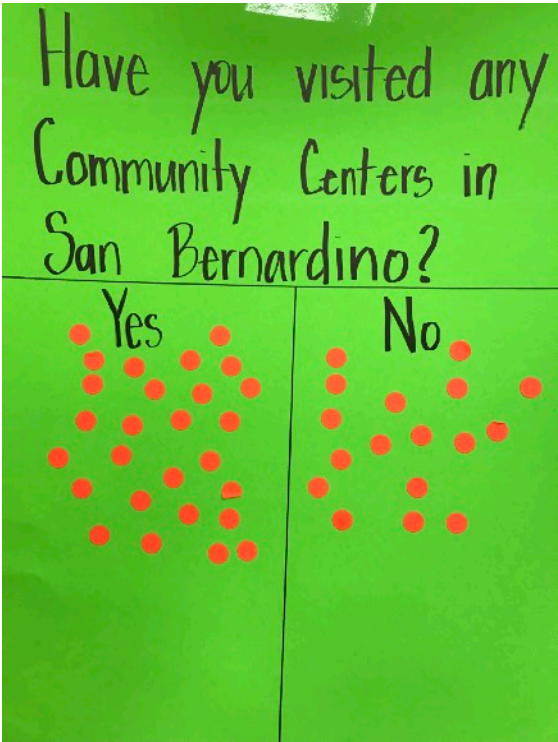 Have you visited any
Community Centers in
San Bernardino?
Yes
No